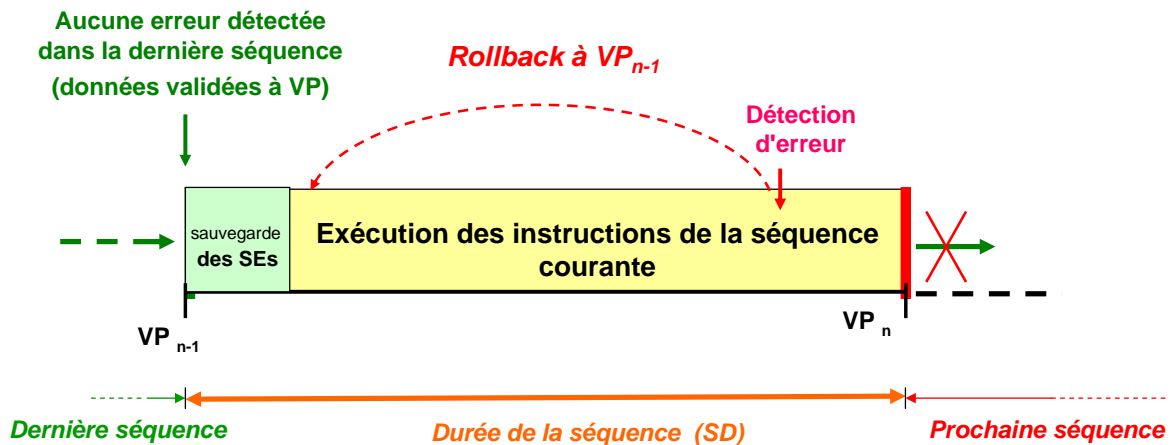 Aucune erreur détectée
dans la dernière séquence
(données validées à VP)
Rollback à VPn-1
Détection
d'erreur
sauvegarde
des SEs
Exécution des instructions de la séquence
courante
VP n-1
VP n
Dernière séquence
Durée de la séquence (SD)
Prochaine séquence